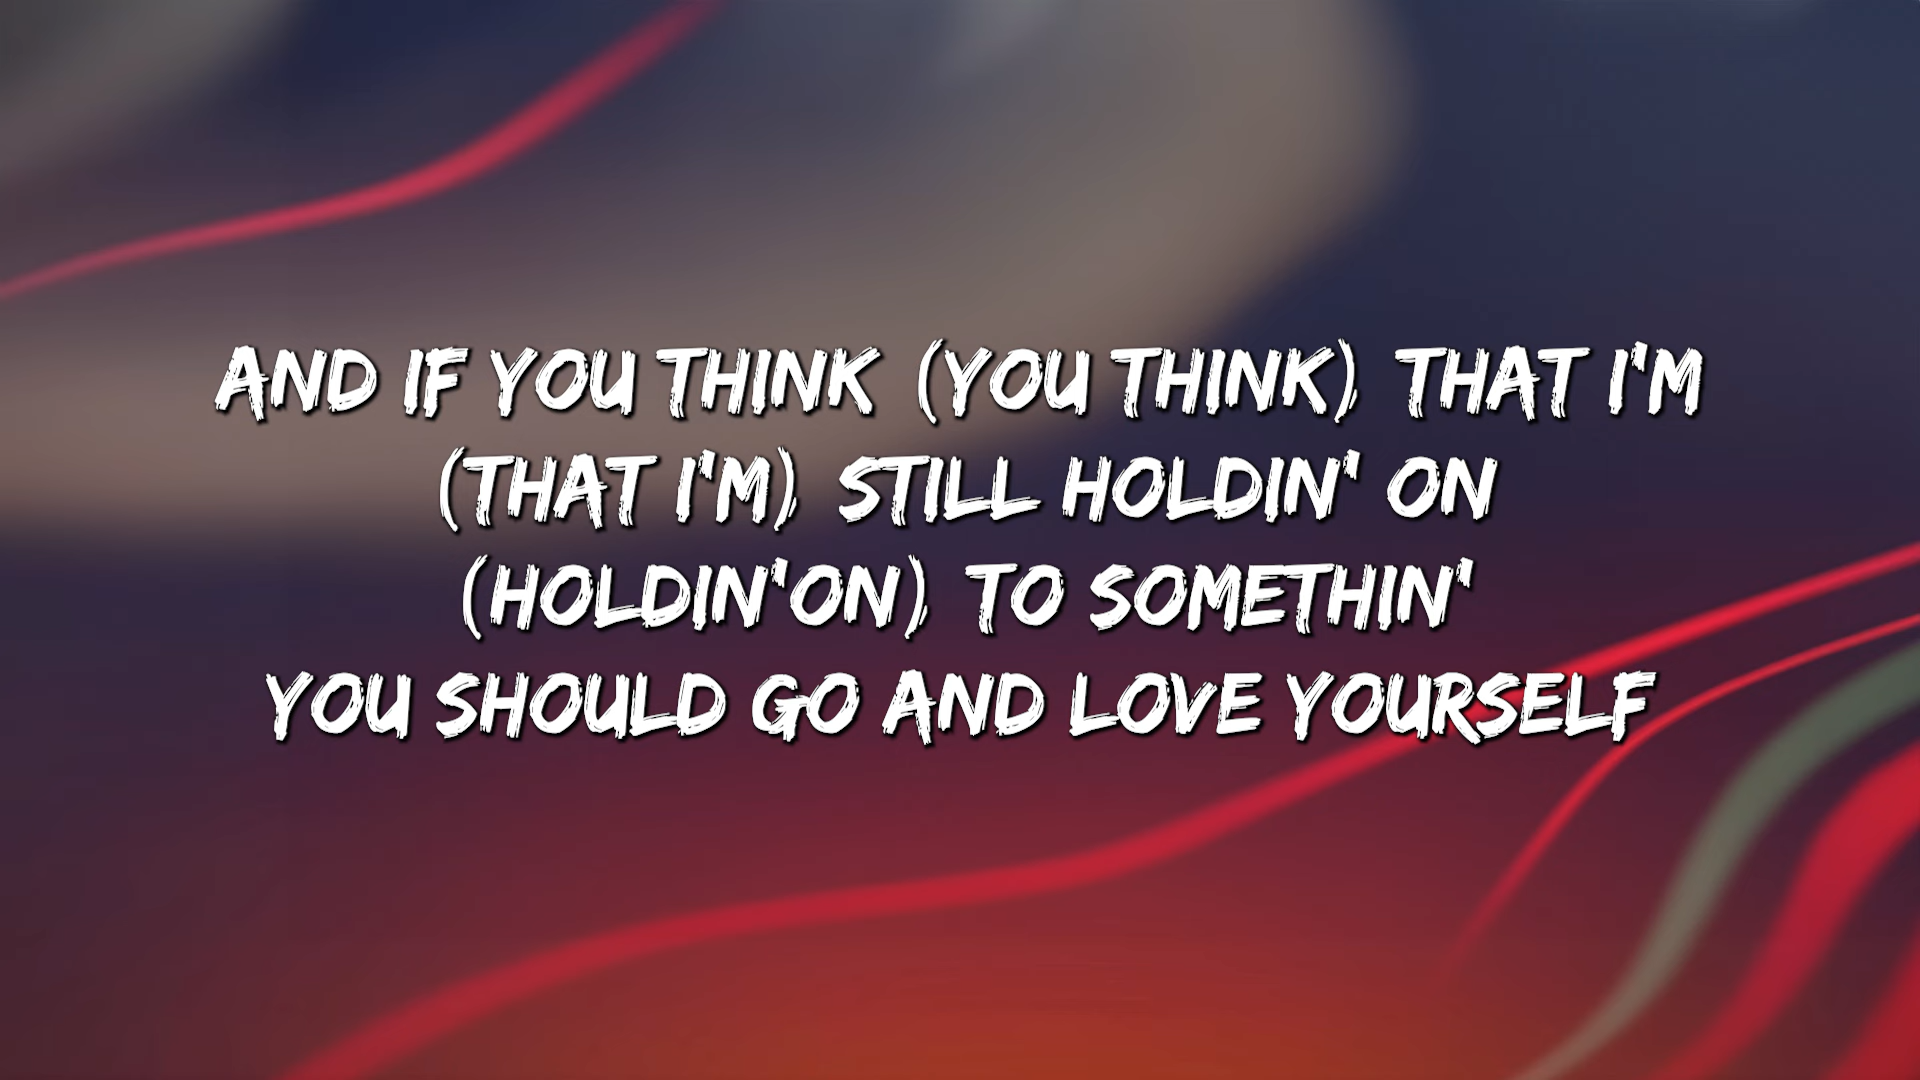 AND IF YOU THINK (YOU THINK) THAT I'M
(THAT I'M) STILL HOLDIN' ON
(HOLDIN'ON) TO SOMETHIN'
YOU SHOULD GO AND LOVE YOURSELF